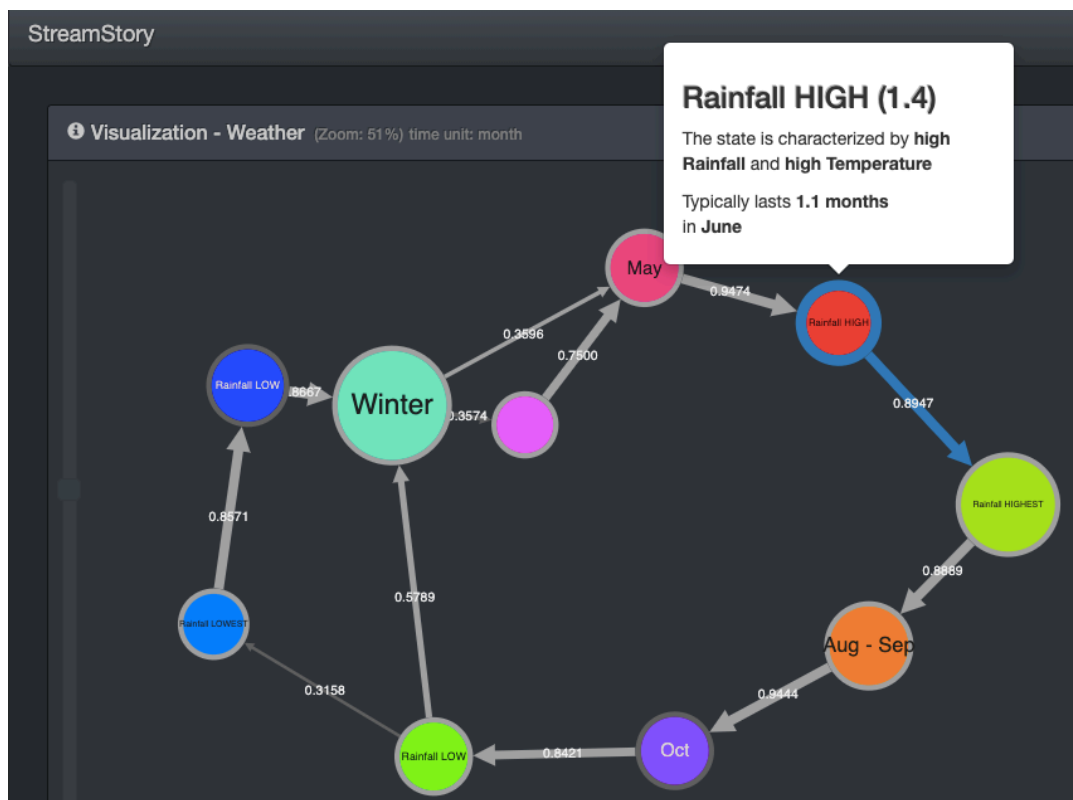 StreamStory
Visualization - Weather (Zoom: 51%) time unit: month
Rainfall HIGH (1.4)
The state is characterized by high
Rainfall and high Temperature
Typically lasts 1.1 months
in June
May
0.9474
Rainfall HIGH
0.3596
0.7500
Rainfall LOW
0.8667
Winter
0.3574
0.8947
Rainfall HIGHEST
0.8571
0.8889
0.5789
Rainfall LOWEST
Aug - Sep
0.3158
0.9444
Rainfall LOW
0.8421
Oct